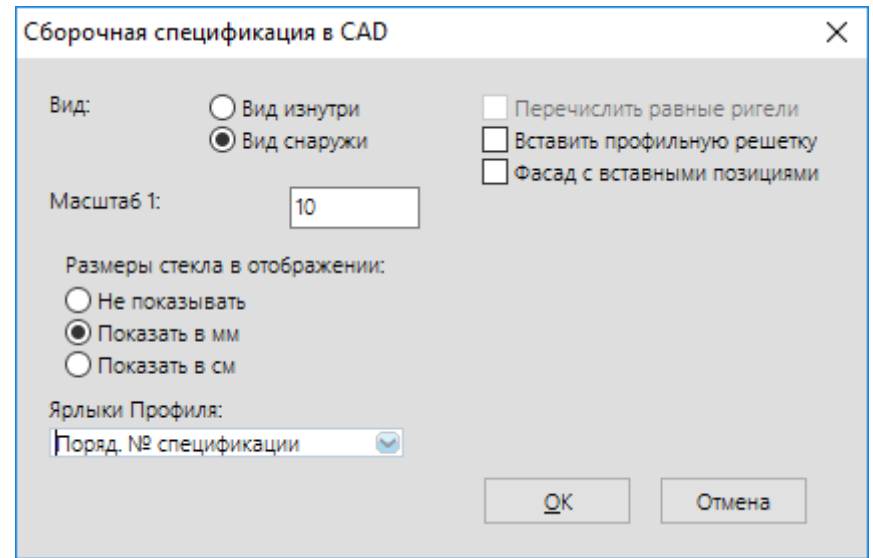 Сборочная спецификация в CAD
Вид:
Вид изнутри
Вид снаружи
Перечислить равные ригели
Вставить профильную решетку
Фасад с вставными позициями
Масштаб 1:
10
Размеры стекла в отображении:
Не показывать
Показать в мм
Показать в см
Ярлыки Профиля:
Поряд. № спецификации
OK
Отмена